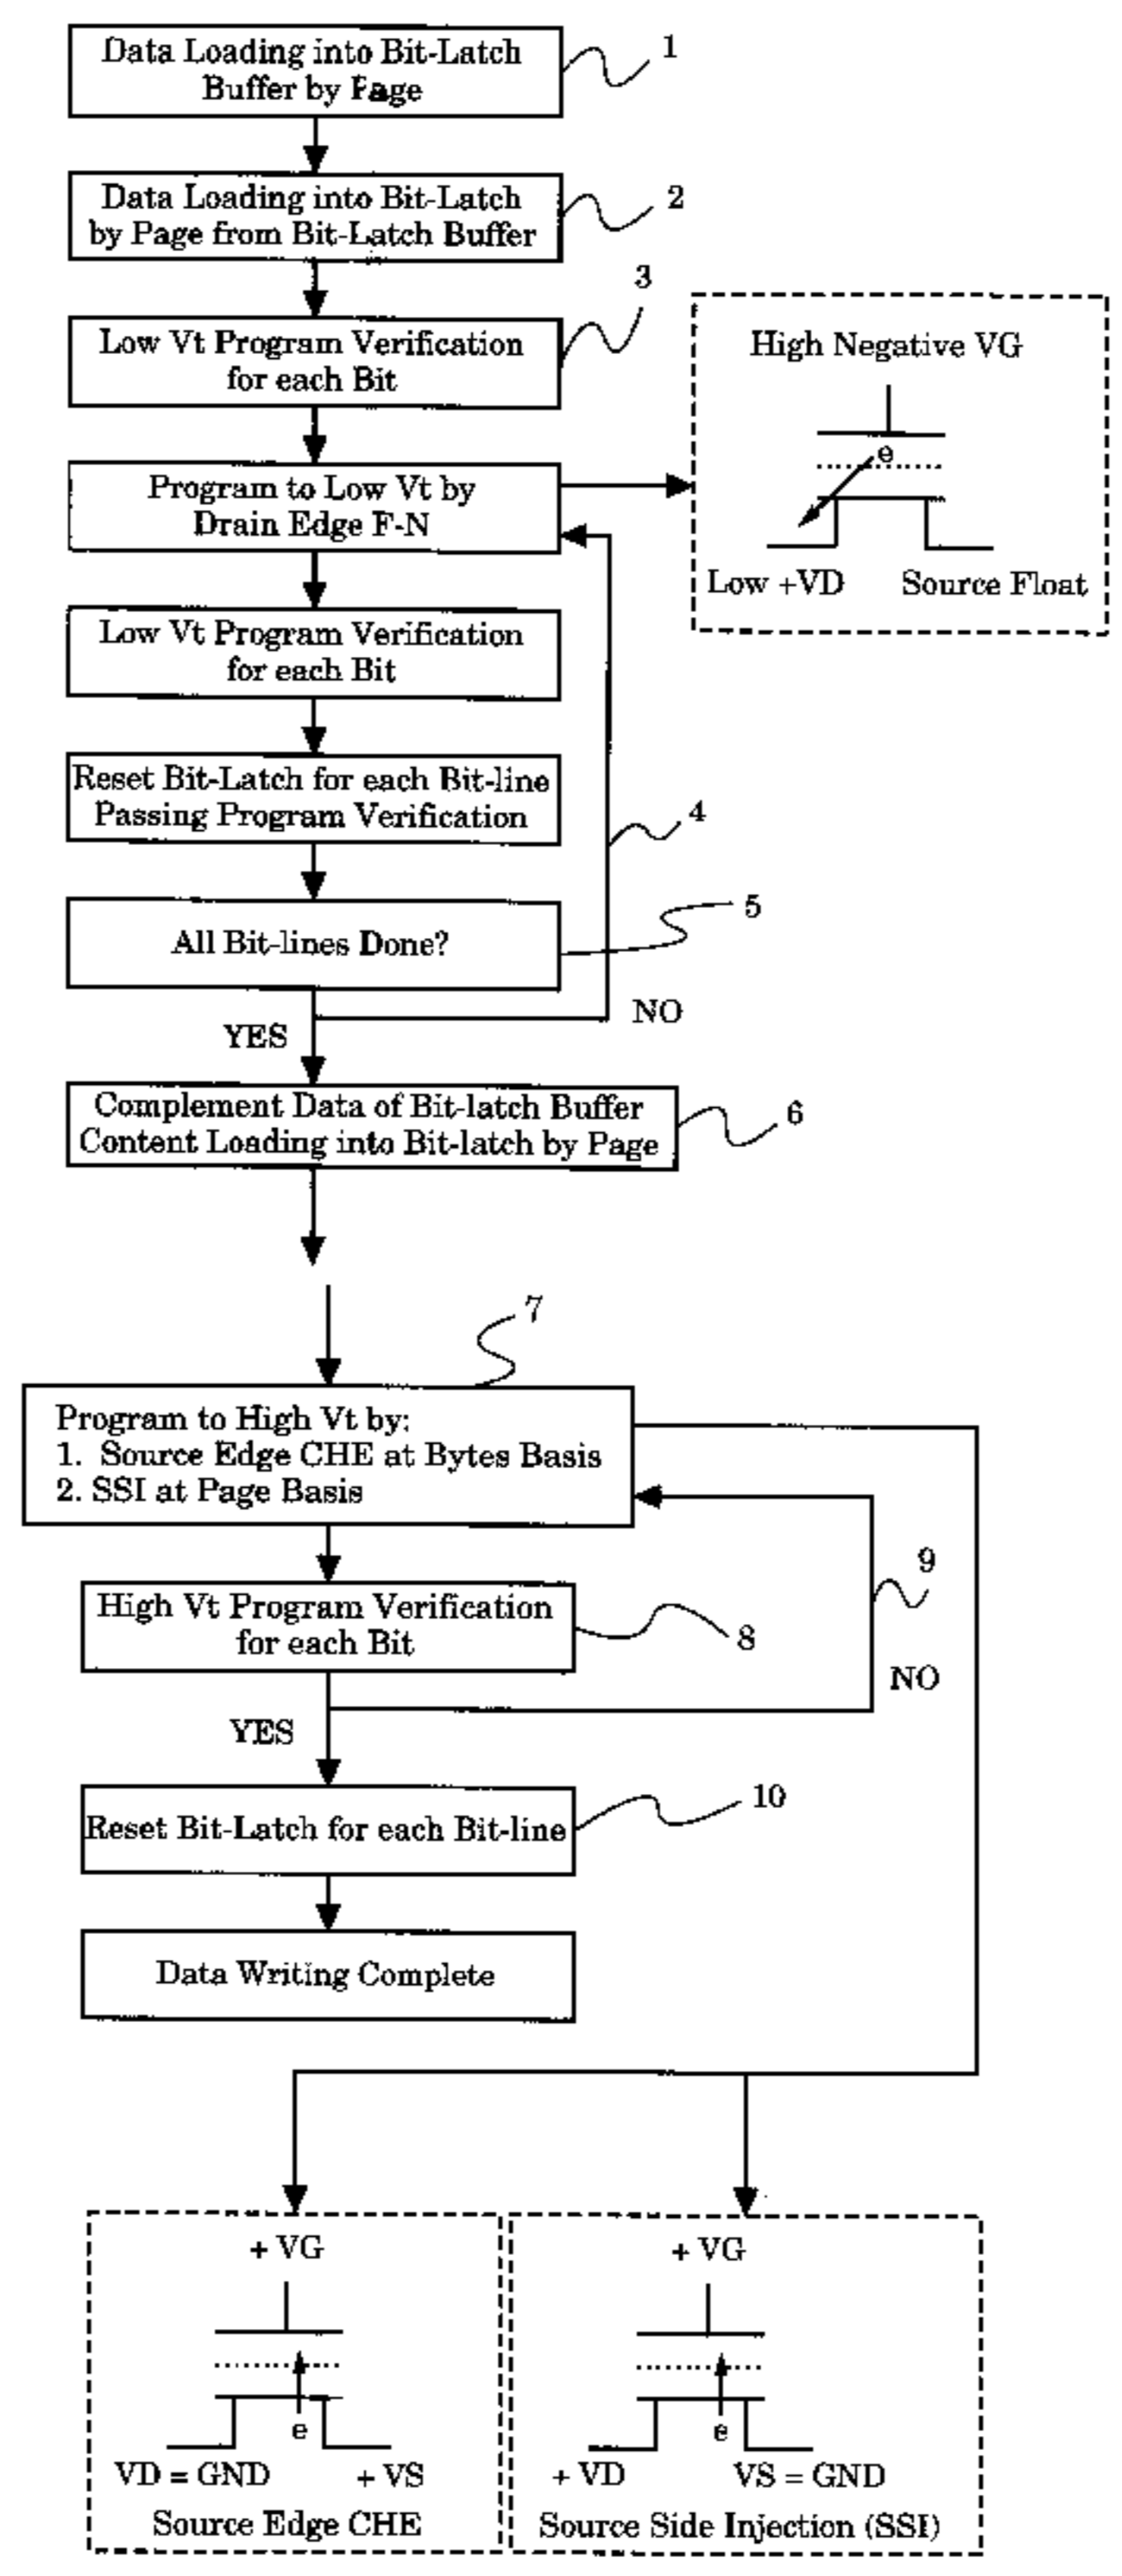 Data Loading into Bit-Latch
Buffer by Page
1
Data Loading into Bit-Latch
by Page from Bit-Latch Buffer
2
Low Vt Program Verification
for each Bit
3
Program to Low Vt by
Drain Edge F-N
High Negative VG
e
Low +VD
Source Float
Low Vt Program Verification
for each Bit
Reset Bit-Latch for each Bit-line
Passing Program Verification
4
All Bit-lines Done?
5
YES
NO
Complement Data of Bit-latch Buffer
Content Loading into Bit-latch by Page
6
7
Program to High Vt by:
1. Source Edge CHE at Bytes Basis
2. SSI at Page Basis
High Vt Program Verification
for each Bit
8
9
NO
YES
Reset Bit-Latch for each Bit-line
10
Data Writing Complete
+ VG
e
VD = GND
+ VS
Source Edge CHE
+ VG
e
+ VD
VS = GND
Source Side Injection (SSI)